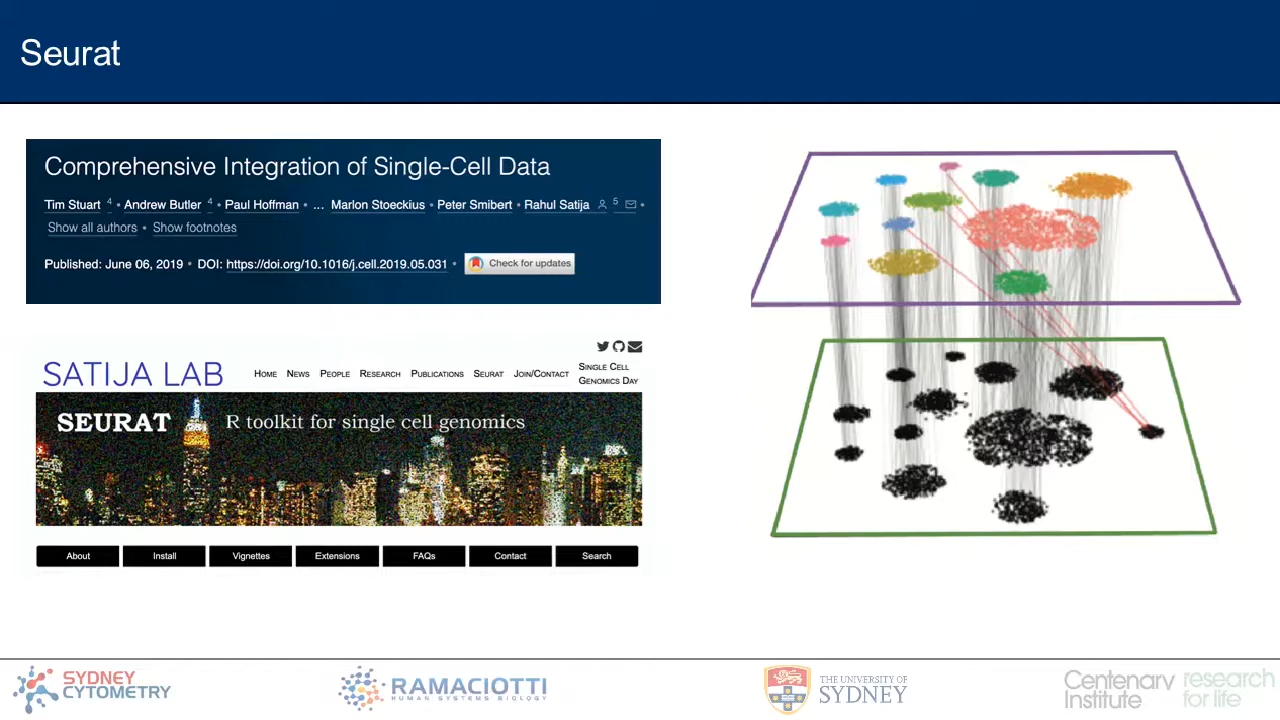 Seurat
Comprehensive Integration of Single-Cell Data
Tim Stuart 4 • Andrew Butler 4 • Paul Hoffman • ... Marlon Stoeckius • Peter Smibert • Rahul Satija 5 •
Show all authors • Show footnotes
Published: June 06, 2019 • DOI: https://doi.org/10.1016/j.cell.2019.05.031 • Check for updates
SATIJA LAB
HOME NEWS PEOPLE RESEARCH PUBLICATIONS SEURAT JOIN/CONTACT SINGLE CELL
GENOMICS DAY
SEURAT R toolkit for single cell genomics
About Install Vignettes Extensions FAQs Contact Search
SYDNEY
CYTOMETRY
RAMACIOTTI
HUMAN SYSTEMS BIOLOGY
THE UNIVERSITY OF
SYDNEY
Centenary research
Institute for life